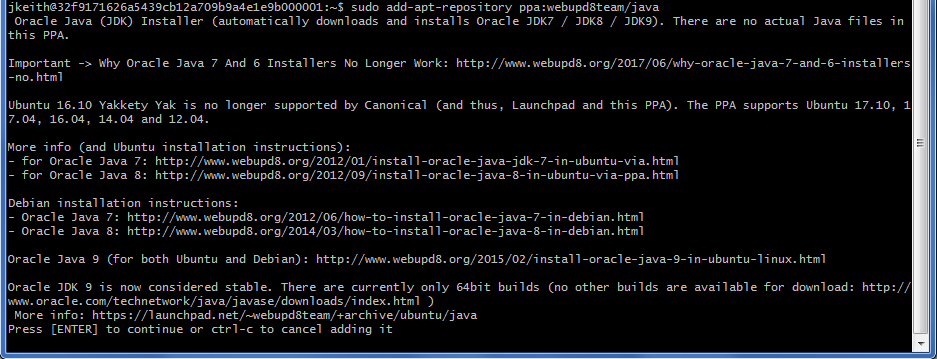 jkeith@32f9171626a5439cb12a709b9a4e1e9b000001:~$ sudo add-apt-repository ppa:webupd8team/java
 Oracle Java (JDK) Installer (automatically downloads and installs Oracle JDK7 / JDK8 / JDK9). There are no actual Java files in
this PPA.

Important -> Why Oracle Java 7 And 6 Installers No Longer Work: http://www.webupd8.org/2017/06/why-oracle-java-7-and-6-installers
-no.html

Ubuntu 16.10 Yakkety Yak is no longer supported by Canonical (and thus, Launchpad and this PPA). The PPA supports Ubuntu 17.10, 1
7.04, 16.04, 14.04 and 12.04.

More info (and Ubuntu installation instructions):
- for Oracle Java 7: http://www.webupd8.org/2012/01/install-oracle-java-jdk-7-in-ubuntu-via.html
- for Oracle Java 8: http://www.webupd8.org/2012/09/install-oracle-java-8-in-ubuntu-via-ppa.html

Debian installation instructions:
- Oracle Java 7: http://www.webupd8.org/2012/06/how-to-install-oracle-java-7-in-debian.html
- Oracle Java 8: http://www.webupd8.org/2014/03/how-to-install-oracle-java-8-in-debian.html

Oracle Java 9 (for both Ubuntu and Debian): http://www.webupd8.org/2015/02/install-oracle-java-9-in-ubuntu-linux.html

Oracle JDK 9 is now considered stable. There are currently only 64bit builds (no other builds are available for download: http://
www.oracle.com/technetwork/java/javase/downloads/index.html )
 More info: https://launchpad.net/~webupd8team/+archive/ubuntu/java
Press [ENTER] to continue or ctrl-c to cancel adding it